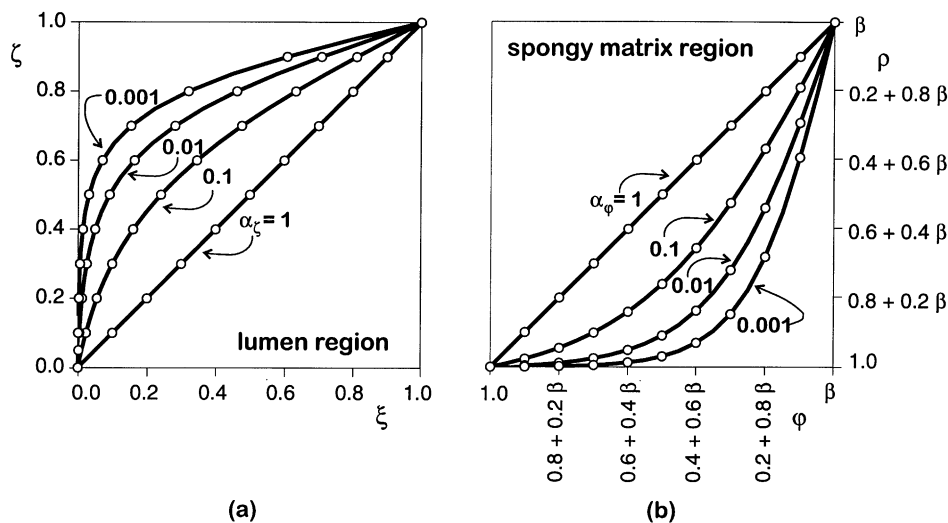 1.0
ζ
0.8
0.6
0.4
0.2
0.0
0.001
0.01
0.1
α_ζ = 1
lumen region
0.0 0.2 0.4 0.6 0.8 1.0
ξ
(a)
spongy matrix region
α_φ = 1
0.1
0.01
0.001
β
ρ
0.2 + 0.8 β
0.4 + 0.6 β
0.6 + 0.4 β
0.8 + 0.2 β
1.0
1.0
0.8 + 0.2 β
0.6 + 0.4 β
0.4 + 0.6 β
0.2 + 0.8 β
β
φ
(b)